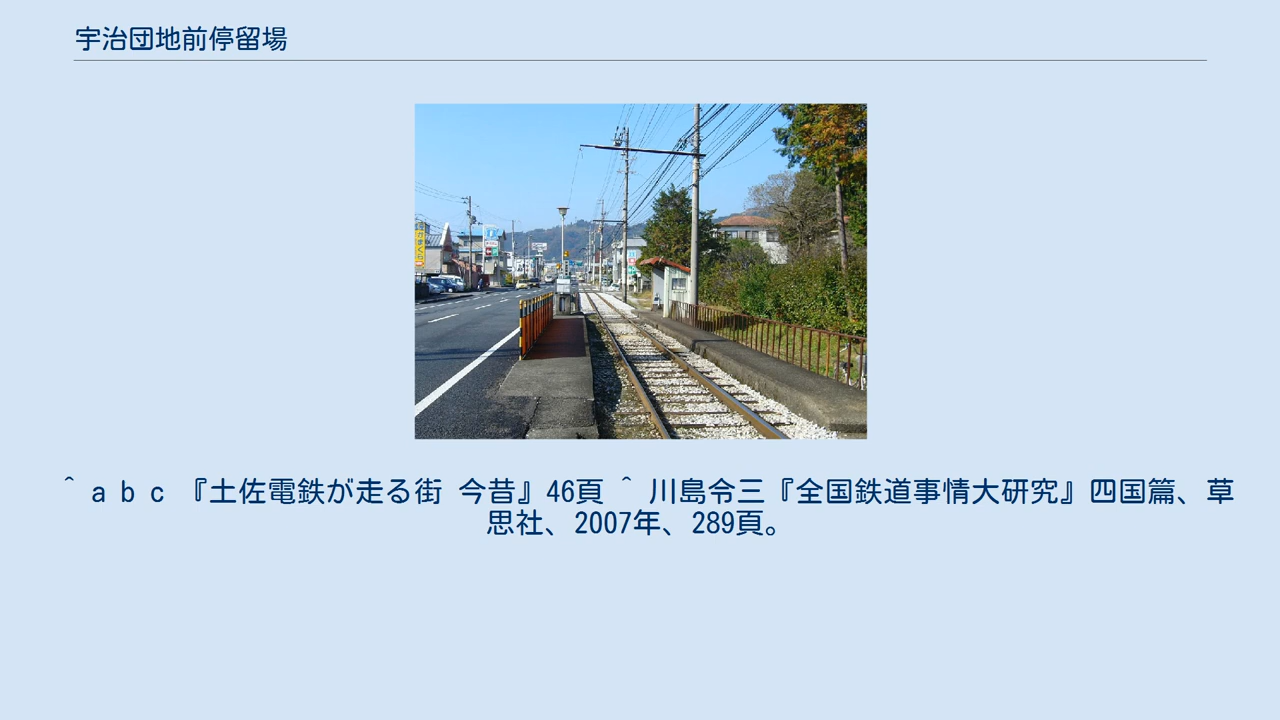 宇治団地前停留場
^ a b c 『土佐電鉄が走る街 今昔』46頁 ^ 川島令三『全国鉄道事情大研究』四国篇、草
思社、2007年、289頁。